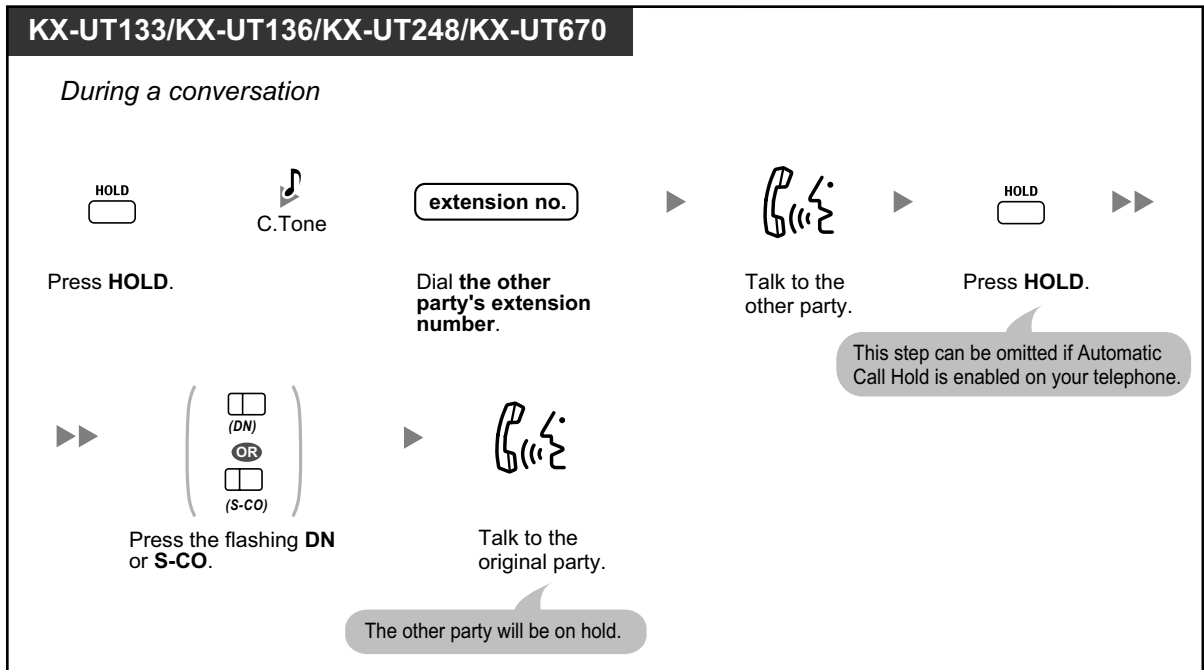 KX-UT133/KX-UT136/KX-UT248/KX-UT670
During a conversation
HOLD
C.Tone
extension no.
HOLD
Press HOLD.
Dial the other
party's extension
number.
Talk to the
other party.
Press HOLD.
This step can be omitted if Automatic
Call Hold is enabled on your telephone.
(DN)
OR
(S-CO)
Press the flashing DN
or S-CO.
Talk to the
original party.
The other party will be on hold.